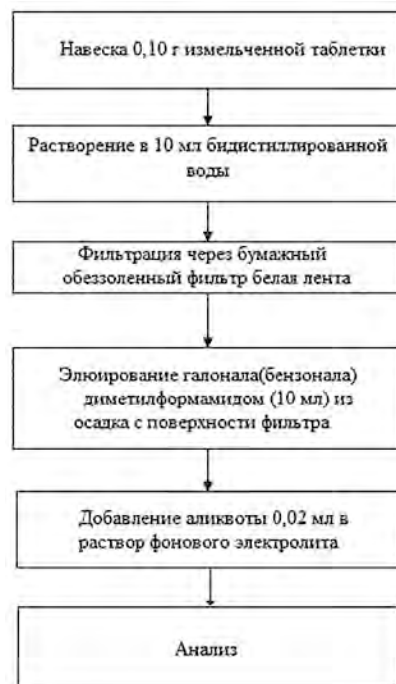 Навеска 0,10 г измельченной таблетки
Растворение в 10 мл бидистиллированной
воды
Фильтрация через бумажный
обеззоленный фильтр белая лента
Элюирование галонала(бензонала)
диметилформамидом (10 мл) из
осадка с поверхности фильтра
Добавление аликвоты 0,02 мл в
раствор фонового электролита
Анализ